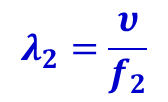 λ₂ = υ / f₂